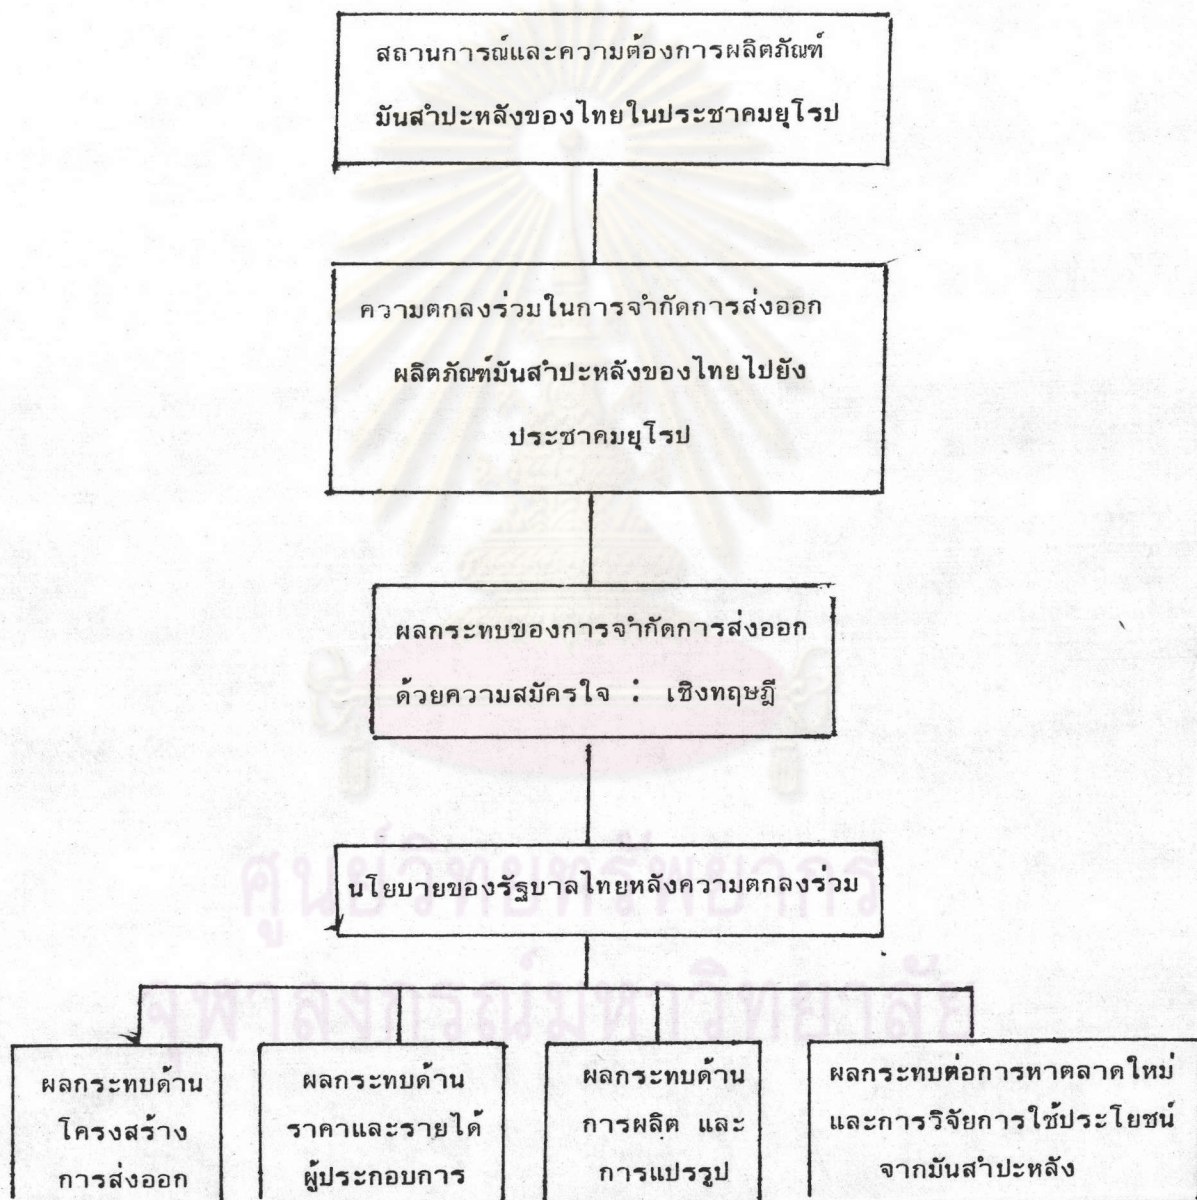 สถานการณ์และความต้องการผลิตภัณฑ์
มันสำปะหลังของไทยในประชาคมยุโรป
ความตกลงร่วมในการจำกัดการส่งออก
ผลิตภัณฑ์มันสำปะหลังของไทยไปยัง
ประชาคมยุโรป
ผลกระทบของการจำกัดการส่งออก
ด้วยความสมัครใจ : เชิงทฤษฎี
นโยบายของรัฐบาลไทยหลังความตกลงร่วม
ศูนย์วิทยทรัพยากร
จุฬาลงกรณ์มหาวิทยาลัย
ผลกระทบด้าน
โครงสร้าง
การส่งออก
ผลกระทบด้าน
ราคาและรายได้
ผู้ประกอบการ
ผลกระทบด้าน
การผลิต และ
การแปรรูป
ผลกระทบต่อการหาตลาดใหม่
และการวิจัยการใช้ประโยชน์
จากมันสำปะหลัง